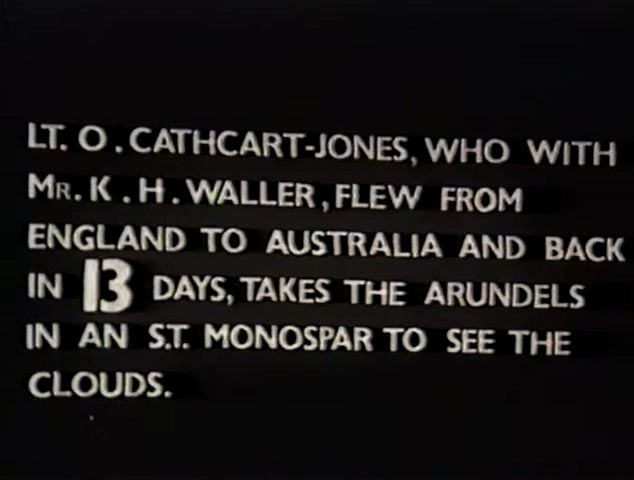 LT. O. CATHCART-JONES, WHO WITH
MR. K. H. WALLER, FLEW FROM
ENGLAND TO AUSTRALIA AND BACK
IN 13 DAYS, TAKES THE ARUNDELS
IN AN S.T. MONOSPAR TO SEE THE
CLOUDS.